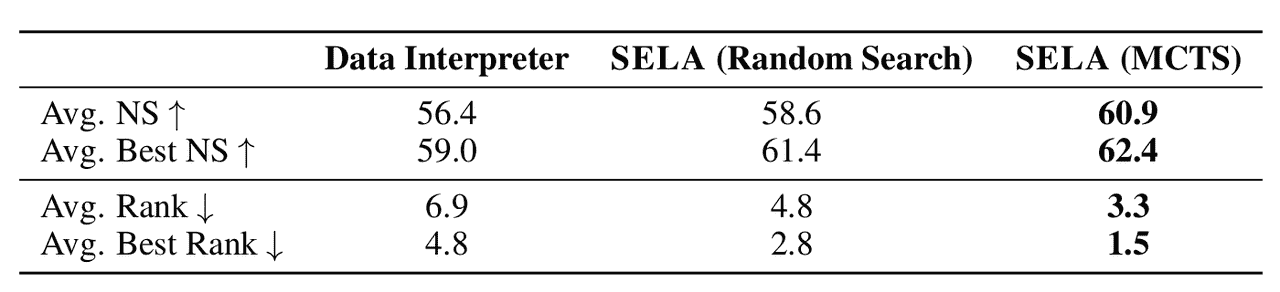 Data Interpreter SELA (Random Search) SELA (MCTS)
Avg. NS ↑ 56.4 58.6 60.9
Avg. Best NS ↑ 59.0 61.4 62.4
Avg. Rank ↓ 6.9 4.8 3.3
Avg. Best Rank ↓ 4.8 2.8 1.5